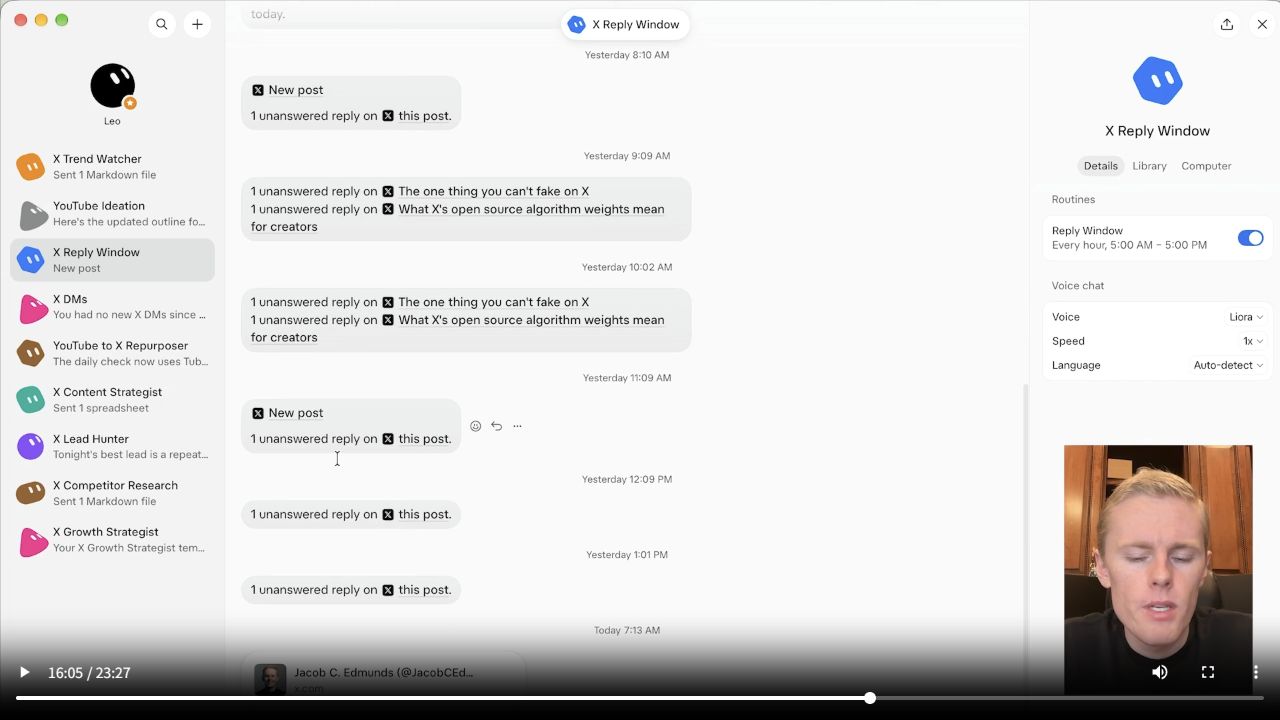 Leo
X Trend Watcher
Sent 1 Markdown file
YouTube Ideation
Here's the updated outline fo...
X Reply Window
New post
X DMs
You had no new X DMs since ...
YouTube to X Repurposer
The daily check now uses Tub...
X Content Strategist
Sent 1 spreadsheet
X Lead Hunter
Tonight's best lead is a repeat...
X Competitor Research
Sent 1 Markdown file
X Growth Strategist
Your X Growth Strategist tem...
today.
X Reply Window
Yesterday 8:10 AM
New post
1 unanswered reply on X this post.
Yesterday 9:09 AM
1 unanswered reply on X The one thing you can't fake on X
1 unanswered reply on X What X's open source algorithm weights mean
for creators
Yesterday 10:02 AM
1 unanswered reply on X The one thing you can't fake on X
1 unanswered reply on X What X's open source algorithm weights mean
for creators
Yesterday 11:09 AM
New post
1 unanswered reply on X this post.
Yesterday 12:09 PM
1 unanswered reply on X this post.
Yesterday 1:01 PM
1 unanswered reply on X this post.
Today 7:13 AM
Jacob C. Edmunds (@JacobCEd...
x.com
X Reply Window
Details Library Computer
Routines
Reply Window
Every hour, 5:00 AM – 5:00 PM
Voice chat
Voice Liora
Speed 1x
Language Auto-detect
16:05 / 23:27